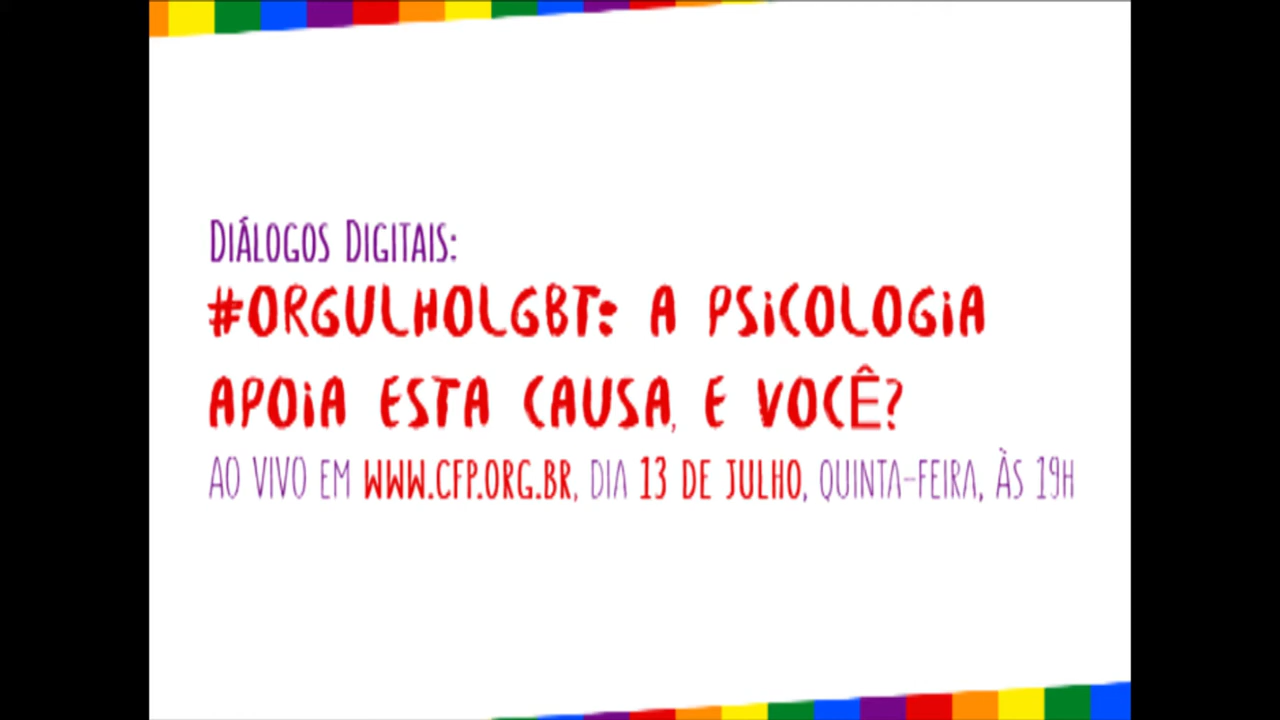 DIÁLOGOS DIGITAIS:
#ORGULHOLGBT: A PSICOLOGIA
APOIA ESTA CAUSA, E VOCÊ?
AO VIVO EM WWW.CFP.ORG.BR, DIA 13 DE JULHO, QUINTA-FEIRA, ÀS 19H